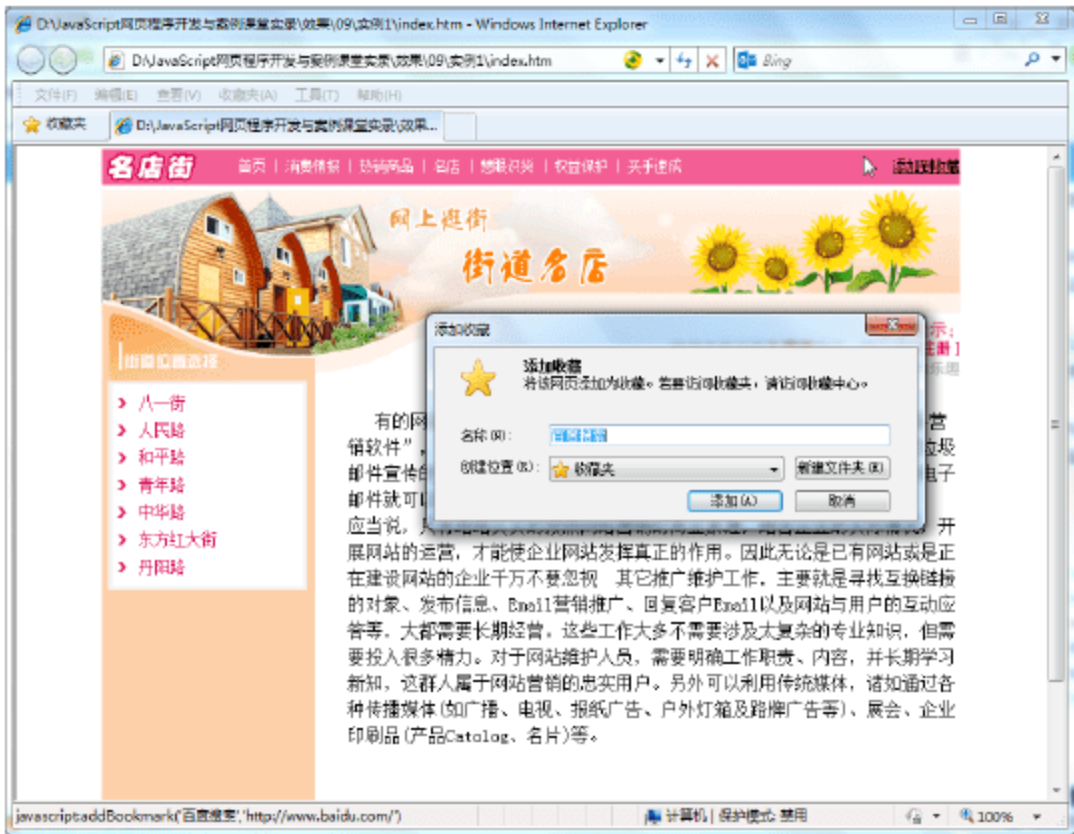 D:\JavaScript网页程序开发与案例课堂实录\效果\09\实例1\index.htm - Windows Internet Explorer
D:\JavaScript网页程序开发与案例课堂实录\效果\09\实例1\index.htm
Bing
文件(F) 编辑(E) 查看(V) 收藏夹(A) 工具(T) 帮助(H)
收藏夹
D:\JavaScript网页程序开发与案例课堂实录\效果...
名店街 首页 | 消费情报 | 热销商品 | 名店 | 慧眼识货 | 权益保护 | 买手速成 添加到收藏
网上逛街
街道名店
街道位置选择
八一街
人民路
和平路
青年路
中华路
东方红大街
丹阳路
添加收藏
添加收藏
将该网页添加为收藏。若要访问收藏夹，请访问收藏中心。
名称(N): 百度搜索
创建位置(R): 收藏夹 新建文件夹(E)
添加(A) 取消
示:
注册 ]
乐趣
有的网 营
销软件”， 垃圾
邮件宣传的 电子
邮件就可以
应当说， 开
展网站的运营，才能使企业网站发挥真正的作用。因此无论是已有网站或是正
在建设网站的企业千万不要忽视 其它推广维护工作，主要就是寻找互换链接
的对象、发布信息、Email营销推广、回复客户Email以及网站与用户的互动应
答等，大都需要长期经营，这些工作大多不需要涉及太复杂的专业知识，但需
要投入很多精力。对于网站维护人员，需要明确工作职责、内容，并长期学习
新知，这群人属于网站营销的忠实用户。另外可以利用传统媒体，诸如通过各
种传播媒体(如广播、电视、报纸广告、户外灯箱及路牌广告等)、展会、企业
印刷品(产品Catolog、名片)等。
javascript:addBookmark('百度搜索','http://www.baidu.com/') 计算机 | 保护模式: 禁用 100%